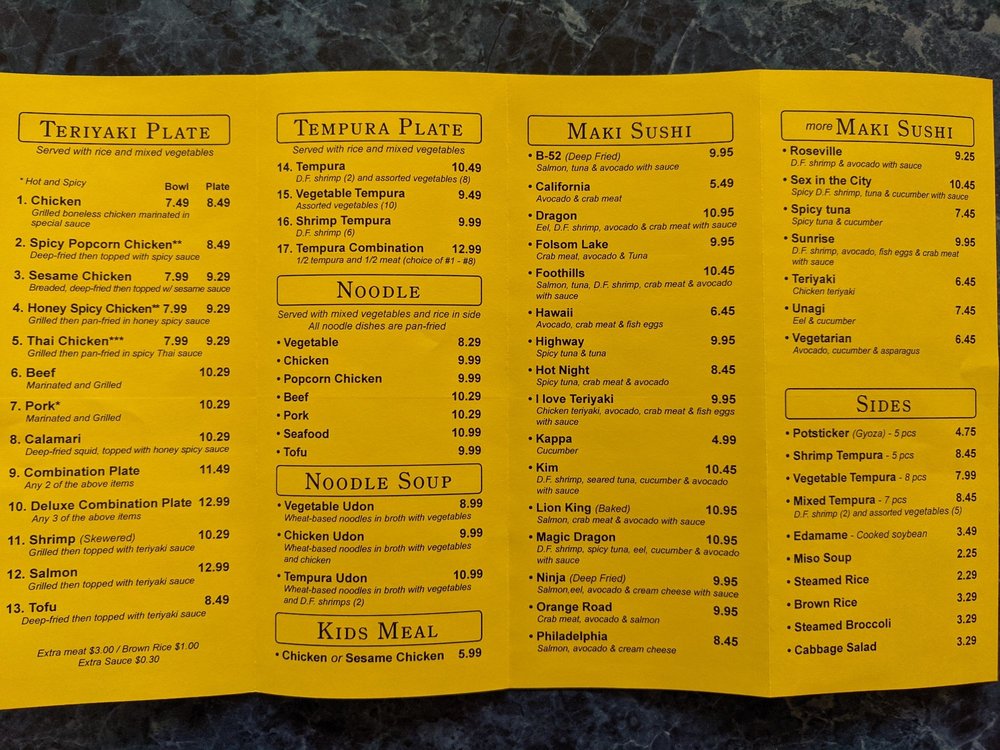 TERIYAKI PLATE
Served with rice and mixed vegetables
* Hot and Spicy Bowl Plate
1. Chicken 7.49 8.49
Grilled boneless chicken marinated in
special sauce
2. Spicy Popcorn Chicken** 8.49
Deep-fried then topped with spicy sauce
3. Sesame Chicken 7.99 9.29
Breaded, deep-fried then topped w/ sesame sauce
4. Honey Spicy Chicken** 7.99 9.29
Grilled then pan-fried in honey spicy sauce
5. Thai Chicken*** 7.99 9.29
Grilled then pan-fried in spicy Thai sauce
6. Beef 10.29
Marinated and Grilled
7. Pork* 10.29
Marinated and Grilled
8. Calamari 10.29
Deep-fried squid, topped with honey spicy sauce
9. Combination Plate 11.49
Any 2 of the above items
10. Deluxe Combination Plate 12.99
Any 3 of the above items
11. Shrimp (Skewered) 10.29
Grilled then topped with teriyaki sauce
12. Salmon 12.99
Grilled then topped with teriyaki sauce
13. Tofu 8.49
Deep-fried then topped with teriyaki sauce
Extra meat $3.00 / Brown Rice $1.00
Extra Sauce $0.30
TEMPURA PLATE
Served with rice and mixed vegetables
14. Tempura 10.49
D.F. shrimp (2) and assorted vegetables (8)
15. Vegetable Tempura 9.49
Assorted vegetables (10)
16. Shrimp Tempura 9.99
D.F. shrimp (6)
17. Tempura Combination 12.99
1/2 tempura and 1/2 meat (choice of #1 - #8)
NOODLE
Served with mixed vegetables and rice in side
All noodle dishes are pan-fried
• Vegetable 8.29
• Chicken 9.99
• Popcorn Chicken 9.99
• Beef 10.29
• Pork 10.29
• Seafood 10.99
• Tofu 9.99
NOODLE SOUP
• Vegetable Udon 8.99
Wheat-based noodles in broth with vegetables
• Chicken Udon 9.99
Wheat-based noodles in broth with vegetables
and chicken
• Tempura Udon 10.99
Wheat-based noodles in broth with vegetables
and D.F. shrimps (2)
KIDS MEAL
• Chicken or Sesame Chicken 5.99
MAKI SUSHI
• B-52 (Deep Fried) 9.95
Salmon, tuna & avocado with sauce
• California 5.49
Avocado & crab meat
• Dragon 10.95
Eel, D.F. shrimp, avocado & crab meat with sauce
• Folsom Lake 9.95
Crab meat, avocado & Tuna
• Foothills 10.45
Salmon, tuna, D.F. shrimp, crab meat & avocado
with sauce
• Hawaii 6.45
Avocado, crab meat & fish eggs
• Highway 9.95
Spicy tuna & tuna
• Hot Night 8.45
Spicy tuna, crab meat & avocado
• I love Teriyaki 9.95
Chicken teriyaki, avocado, crab meat & fish eggs
with sauce
• Kappa 4.99
Cucumber
• Kim 10.45
D.F. shrimp, seared tuna, cucumber & avocado
with sauce
• Lion King (Baked) 10.95
Salmon, crab meat & avocado with sauce
• Magic Dragon 10.95
D.F. shrimp, spicy tuna, eel, cucumber & avocado
with sauce
• Ninja (Deep Fried) 9.95
Salmon,eel, avocado & cream cheese with sauce
• Orange Road 9.95
Crab meat, avocado & salmon
• Philadelphia 8.45
Salmon, avocado & cream cheese
more MAKI SUSHI
• Roseville 9.25
D.F. shrimp & avocado with sauce
• Sex in the City 10.45
Spicy D.F. shrimp, tuna & cucumber with sauce
• Spicy tuna 7.45
Spicy tuna & cucumber
• Sunrise 9.95
D.F. shrimp, avocado, fish eggs & crab meat
with sauce
• Teriyaki 6.45
Chicken teriyaki
• Unagi 7.45
Eel & cucumber
• Vegetarian 6.45
Avocado, cucumber & asparagus
SIDES
• Potsticker (Gyoza) - 5 pcs 4.75
• Shrimp Tempura - 5 pcs 8.45
• Vegetable Tempura - 8 pcs 7.99
• Mixed Tempura - 7 pcs 8.45
D.F. shrimp (2) and assorted vegetables (5)
• Edamame - Cooked soybean 3.49
• Miso Soup 2.25
• Steamed Rice 2.29
• Brown Rice 3.29
• Steamed Broccoli 3.29
• Cabbage Salad 3.29